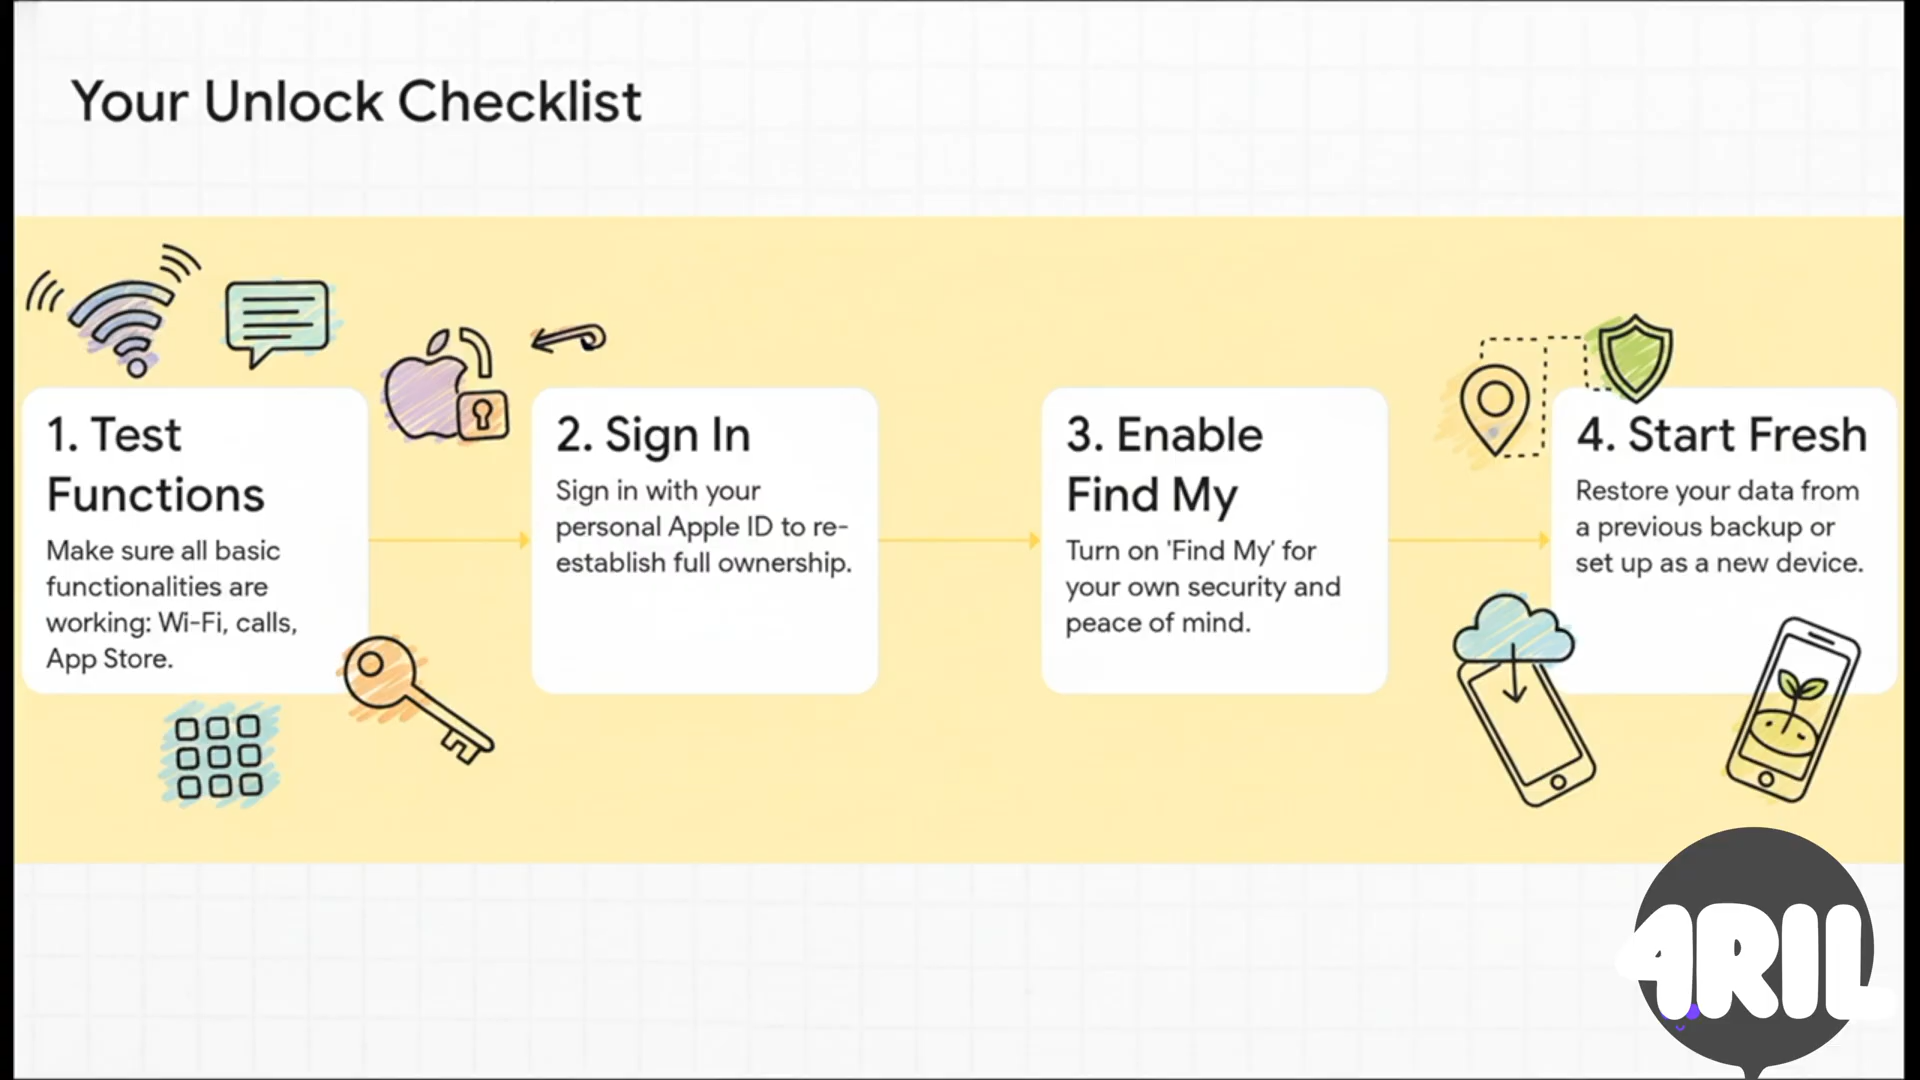 Your Unlock Checklist
1. Test
Functions
Make sure all basic
functionalities are
working: Wi-Fi, calls,
App Store.
2. Sign In
Sign in with your
personal Apple ID to re-
establish full ownership.
3. Enable
Find My
Turn on 'Find My' for
your own security and
peace of mind.
4. Start Fresh
Restore your data from
a previous backup or
set up as a new device.
ARIL